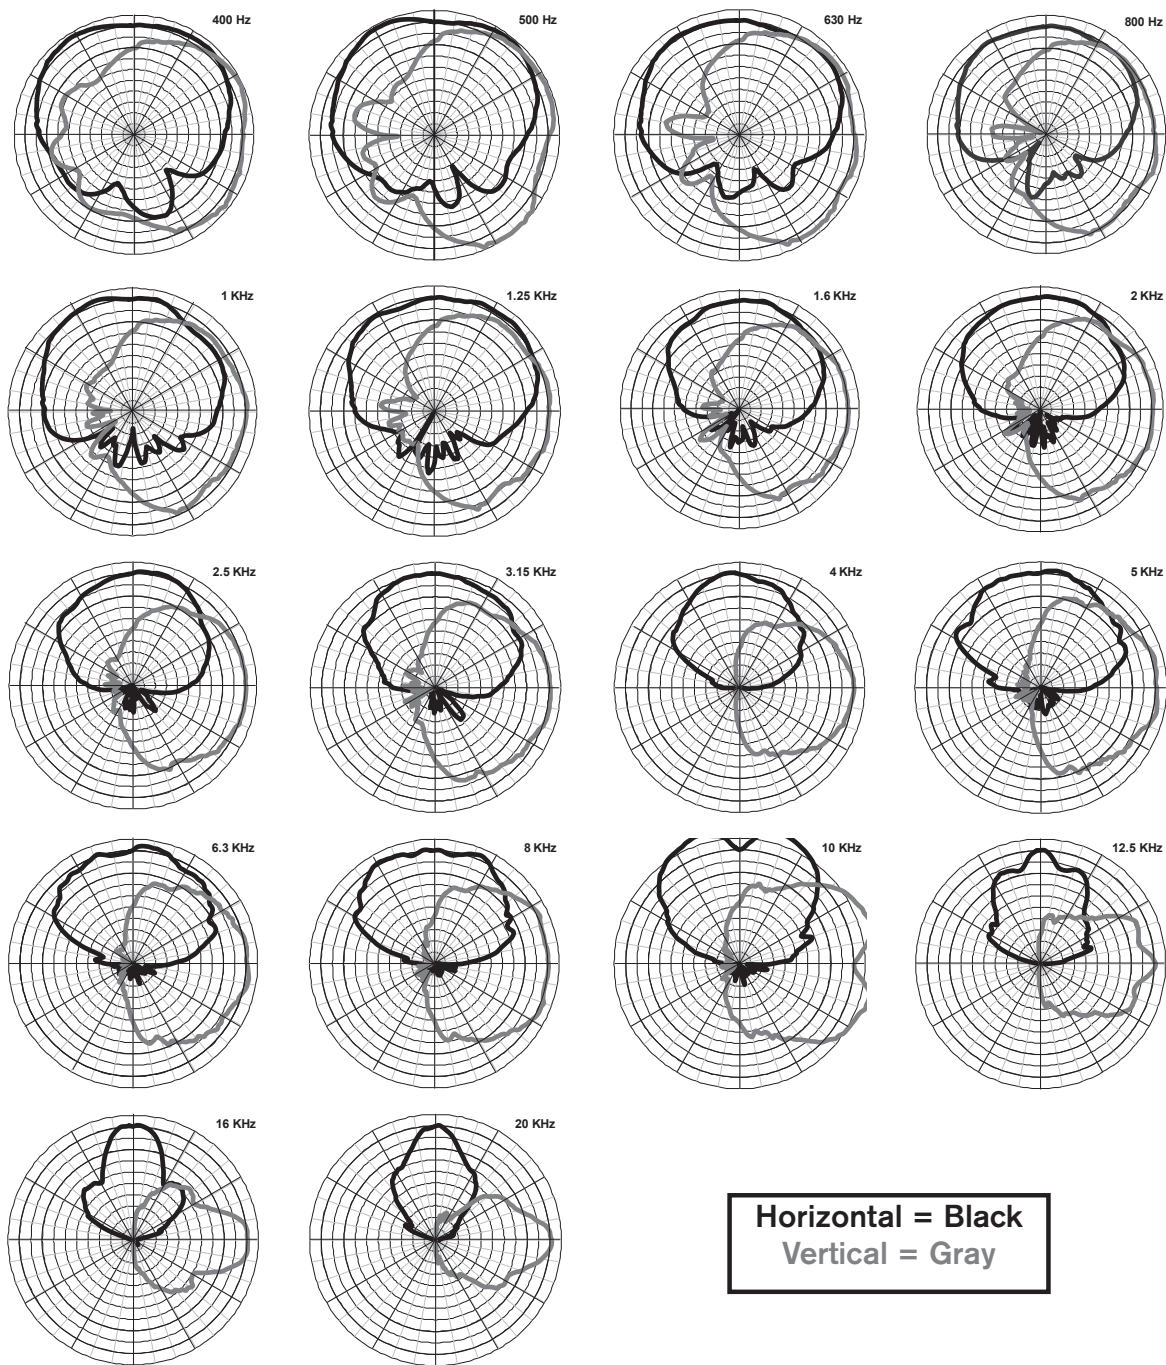 400 Hz
500 Hz
630 Hz
800 Hz
1 KHz
1.25 KHz
1.6 KHz
2 KHz
2.5 KHz
3.15 KHz
4 KHz
5 KHz
6.3 KHz
8 KHz
10 KHz
12.5 KHz
16 KHz
20 KHz
Horizontal = Black
Vertical = Gray